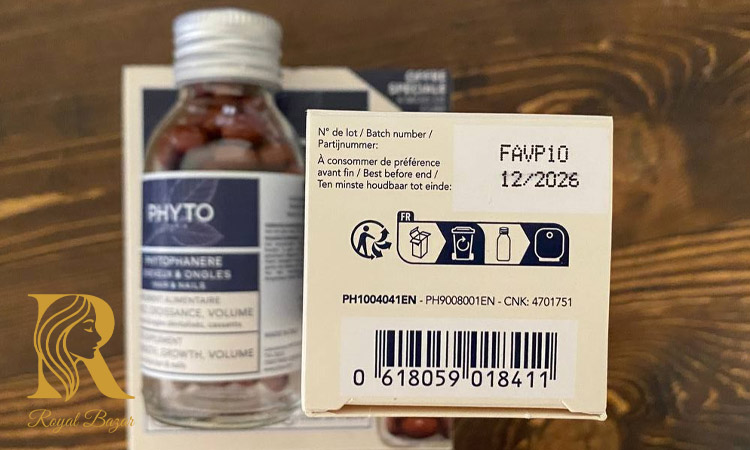 OFFRE
SPÉCIALE
PHYTO
PARIS
PHYTOPHANÈRE
CHEVEUX & ONGLES
HAIR & NAILS
ALIMENTAIRE
CROISSANCE, VOLUME
GROWTH, VOLUME
N° de lot / Batch number /
Partijnummer:
FAVP10
À consommer de préférence
avant fin / Best before end /
Ten minste houdbaar tot einde:
12/2026
FR
PH1004041EN - PH9008001EN - CNK: 4701751
0 618059 018411
R
Royal Bazar